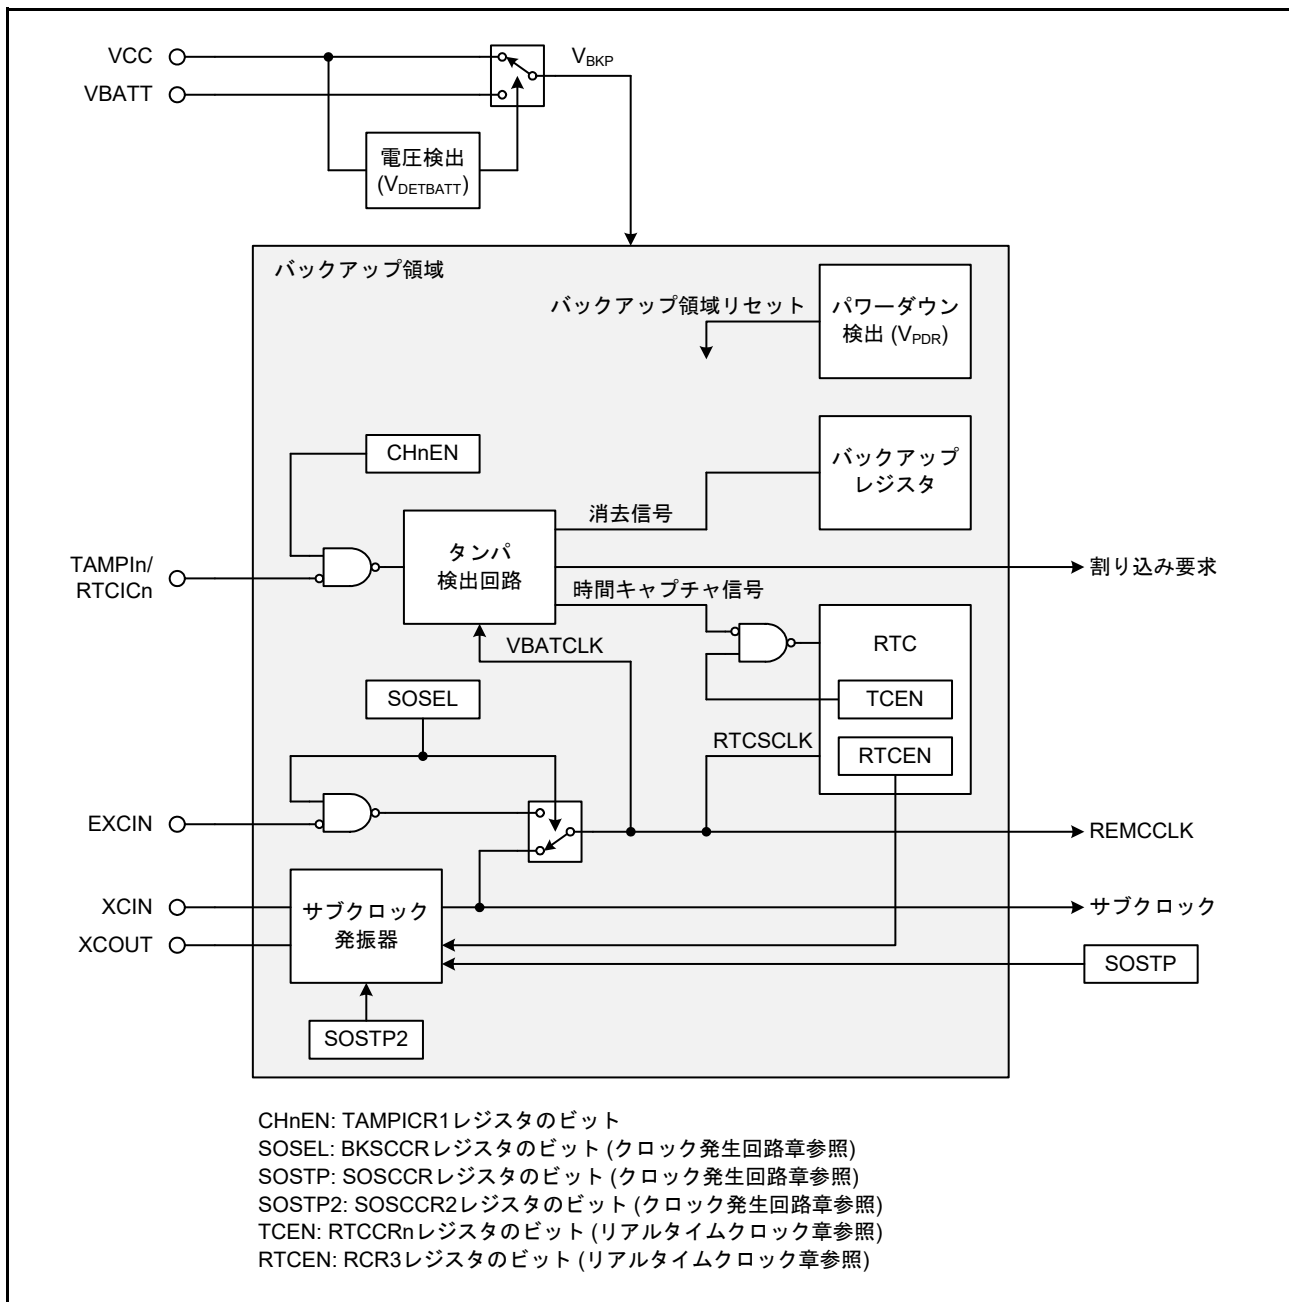 VCC
VBATT
VBKP
電圧検出
(VDETBATT)
バックアップ領域
バックアップ領域リセット
パワーダウン
検出 (VPDR)
CHnEN
バックアップ
レジスタ
消去信号
TAMPIn/
RTCICn
タンパ
検出回路
割り込み要求
時間キャプチャ信号
VBATCLK
RTC
SOSEL
TCEN
RTCSCLK
RTCEN
EXCIN
REMCCLK
XCIN
XCOUT
サブクロック
発振器
サブクロック
SOSTP
SOSTP2
CHnEN: TAMPICR1レジスタのビット
SOSEL: BKSCCRレジスタのビット (クロック発生回路章参照)
SOSTP: SOSCCRレジスタのビット (クロック発生回路章参照)
SOSTP2: SOSCCR2レジスタのビット (クロック発生回路章参照)
TCEN: RTCCRnレジスタのビット (リアルタイムクロック章参照)
RTCEN: RCR3レジスタのビット (リアルタイムクロック章参照)